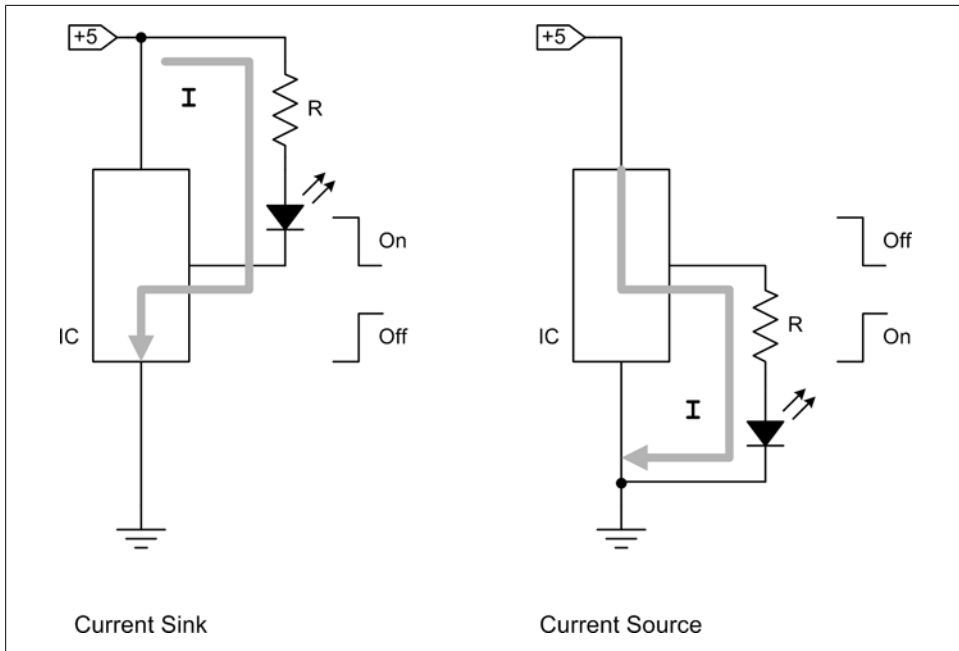 +5
I
R
On
IC
Off
Current Sink
+5
Off
IC
R
On
I
Current Source